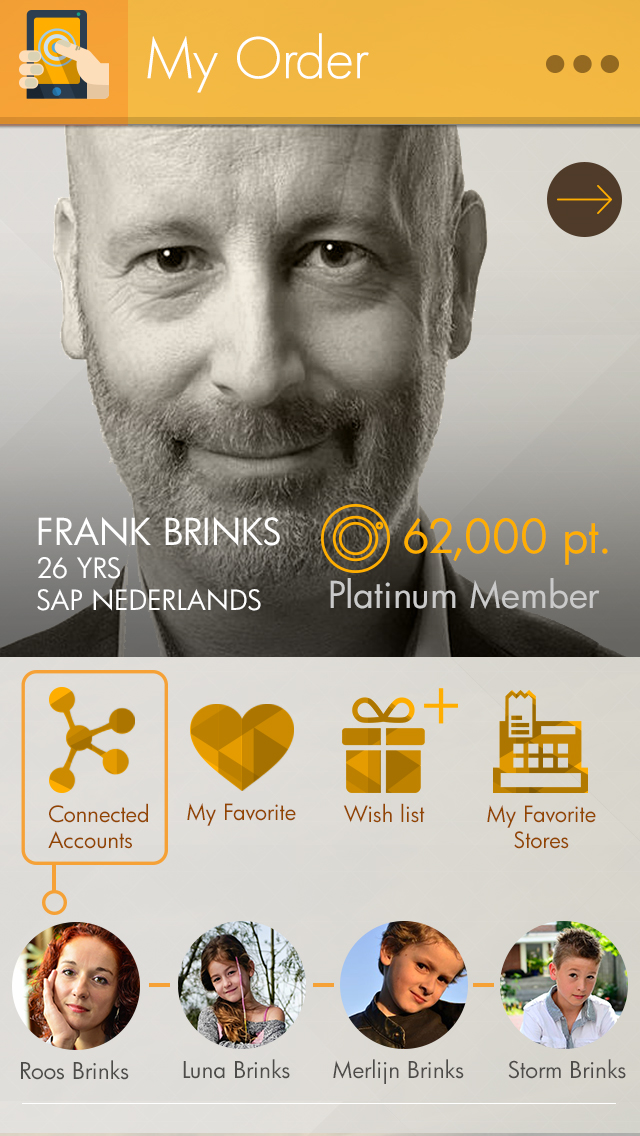 My Order
FRANK BRINKS
26 YRS
SAP NEDERLANDS
62,000 pt.
Platinum Member
Connected
Accounts
My Favorite
Wish list
My Favorite
Stores
Roos Brinks
Luna Brinks
Merlijn Brinks
Storm Brinks